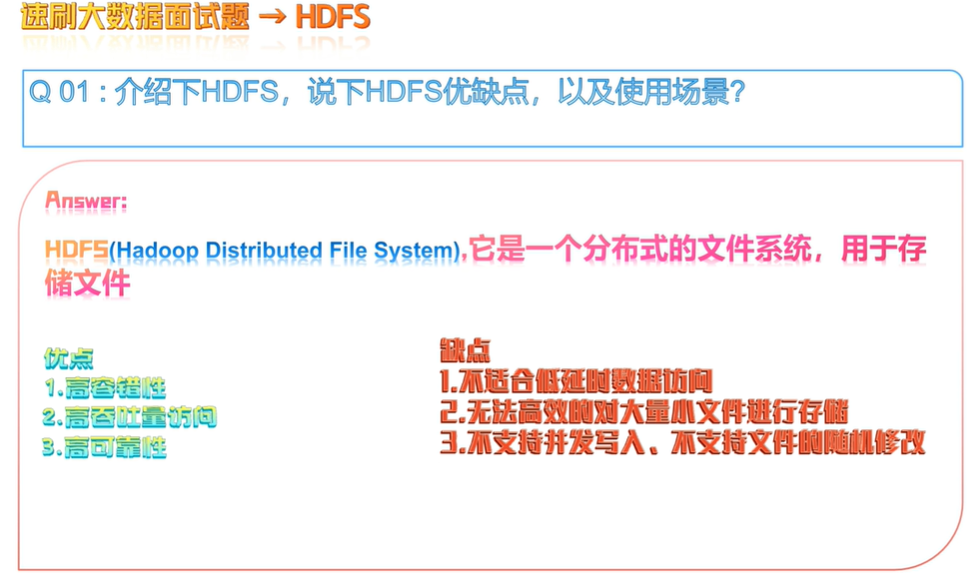 速刷大数据面试题 → HDFS
Q 01 : 介绍下HDFS，说下HDFS优缺点，以及使用场景?
Answer:
HDFS(Hadoop Distributed File System),它是一个分布式的文件系统，用于存
储文件
优点
1.高容错性
2.高吞吐量访问
3.高可靠性
缺点
1.不适合低延时数据访问
2.无法高效的对大量小文件进行存储
3.不支持并发写入、不支持文件的随机修改